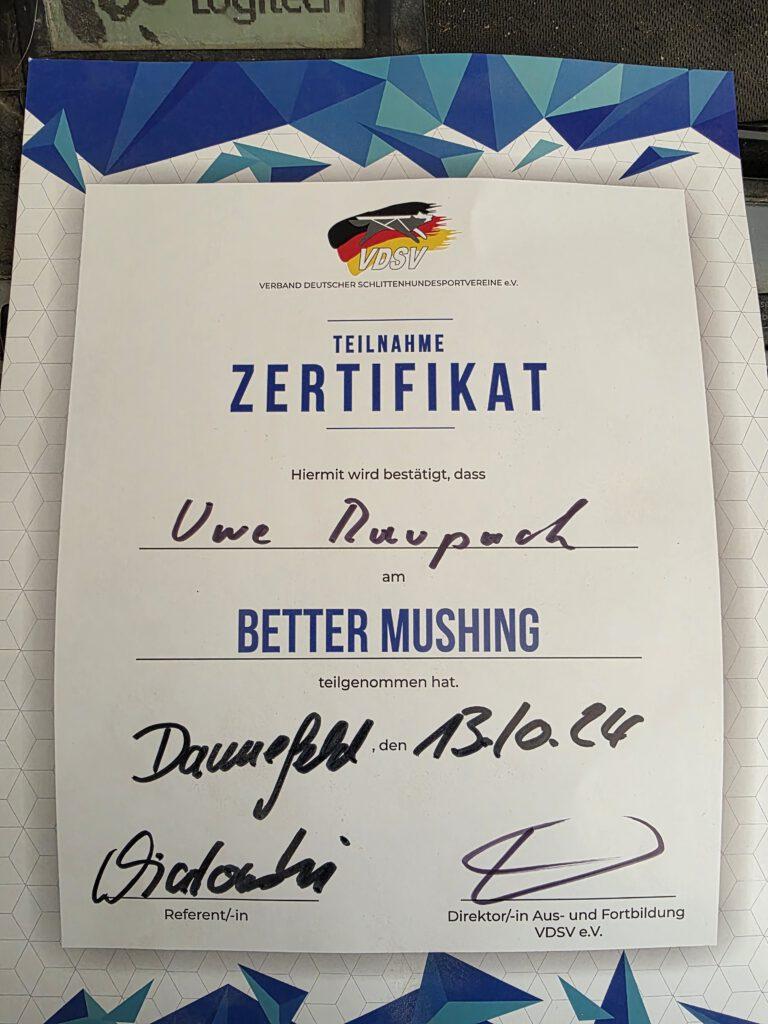 Logitech
VDSV
VERBAND DEUTSCHER SCHLITTENHUNDESPORTVEREINE e.V.
TEILNAHME
ZERTIFIKAT
Hiermit wird bestätigt, dass
Uwe Raupach
am
BETTER MUSHING
teilgenommen hat.
Dannefeld, den 13.10.24
Referent/-in
Direktor/-in Aus- und Fortbildung
VDSV e.V.